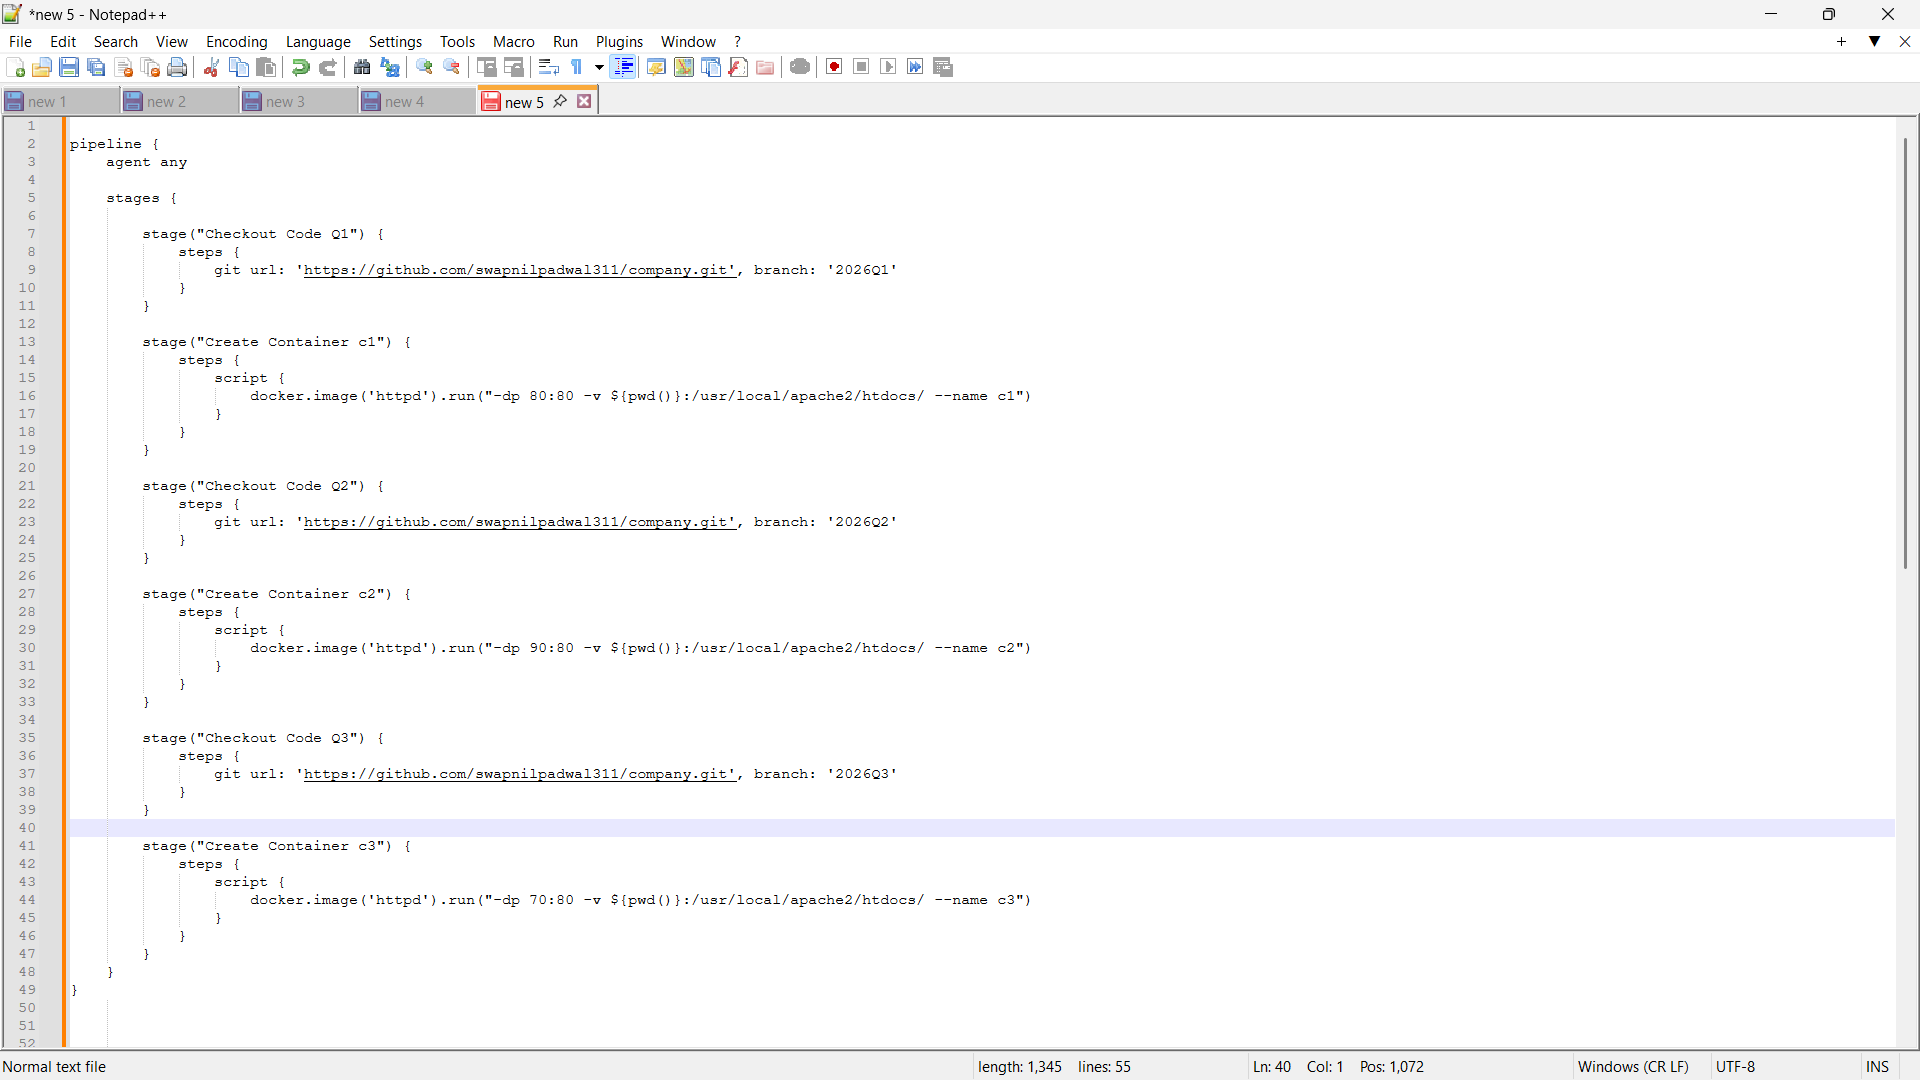 *new 5 - Notepad++
File Edit Search View Encoding Language Settings Tools Macro Run Plugins Window ?
new 1 new 2 new 3 new 4 new 5
1
2 pipeline {
3     agent any
4
5     stages {
6
7         stage("Checkout Code Q1") {
8             steps {
9                 git url: 'https://github.com/swapnilpadwal311/company.git', branch: '2026Q1'
10             }
11         }
12
13         stage("Create Container c1") {
14             steps {
15                 script {
16                     docker.image('httpd').run("-dp 80:80 -v ${pwd()}:/usr/local/apache2/htdocs/ --name c1")
17                 }
18             }
19         }
20
21         stage("Checkout Code Q2") {
22             steps {
23                 git url: 'https://github.com/swapnilpadwal311/company.git', branch: '2026Q2'
24             }
25         }
26
27         stage("Create Container c2") {
28             steps {
29                 script {
30                     docker.image('httpd').run("-dp 90:80 -v ${pwd()}:/usr/local/apache2/htdocs/ --name c2")
31                 }
32             }
33         }
34
35         stage("Checkout Code Q3") {
36             steps {
37                 git url: 'https://github.com/swapnilpadwal311/company.git', branch: '2026Q3'
38             }
39         }
40
41         stage("Create Container c3") {
42             steps {
43                 script {
44                     docker.image('httpd').run("-dp 70:80 -v ${pwd()}:/usr/local/apache2/htdocs/ --name c3")
45                 }
46             }
47         }
48     }
49 }
50
51
52
Normal text file length: 1,345 lines: 55 Ln: 40 Col: 1 Pos: 1,072 Windows (CR LF) UTF-8 INS